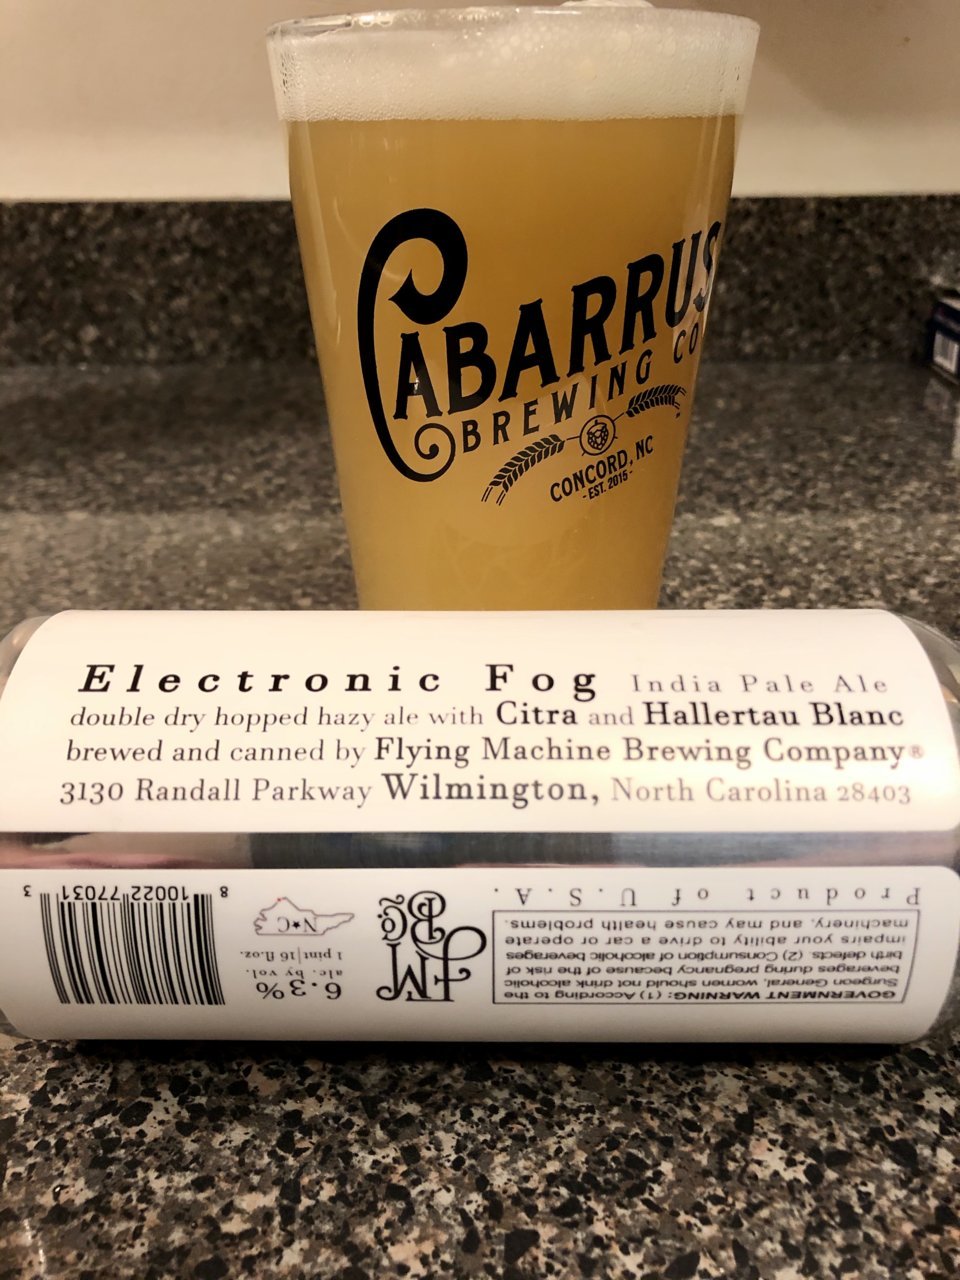 CABARRUS
BREWING CO
CONCORD, NC
- EST. 2015 -
Electronic Fog India Pale Ale
double dry hopped hazy ale with Citra and Hallertau Blanc
brewed and canned by Flying Machine Brewing Company®
3130 Randall Parkway Wilmington, North Carolina 28403
GOVERNMENT WARNING: (1) According to the
Surgeon General, women should not drink alcoholic
beverages during pregnancy because of the risk of
birth defects. (2) Consumption of alcoholic beverages
impairs your ability to drive a car or operate
machinery, and may cause health problems.
Product of U.S.A.
FM
BCo
6.3%
alc. by vol.
1 pint|16 fl.oz.
N★C
8 10022 77031 3